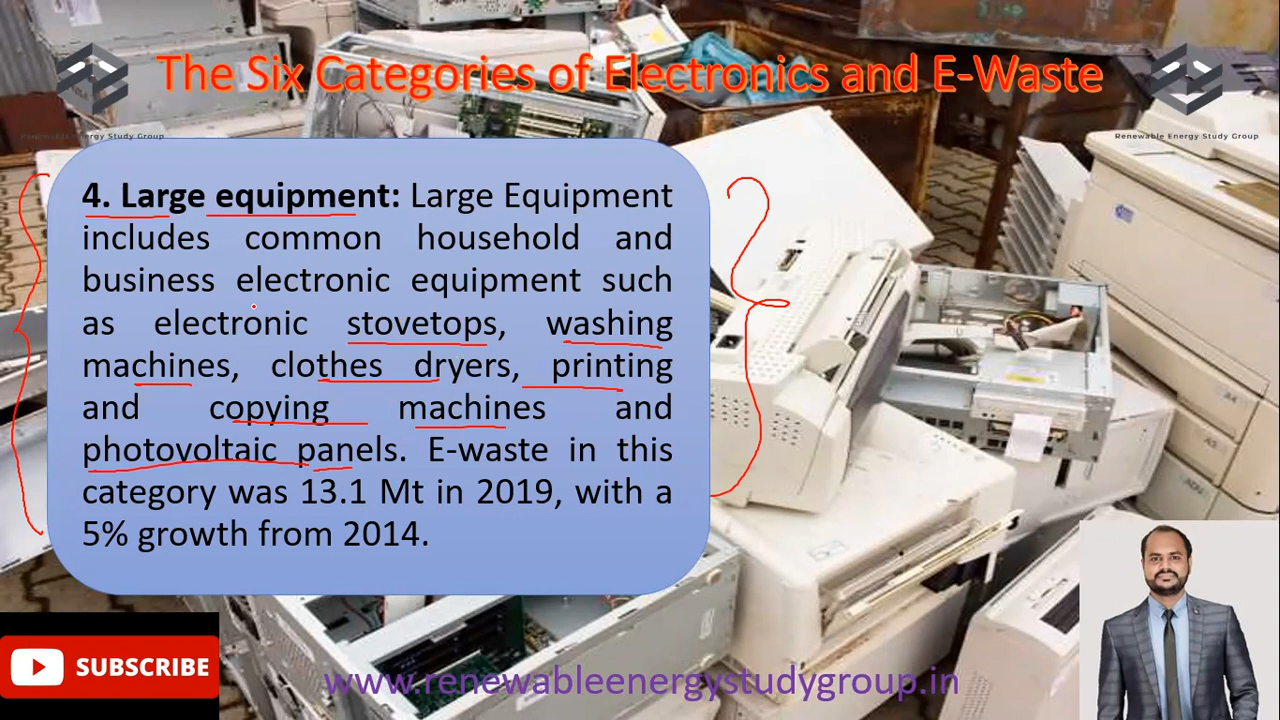 The Six Categories of Electronics and E-Waste
Renewable Energy Study Group
Renewable Energy Study Group
4. Large equipment: Large Equipment
includes common household and
business electronic equipment such
as electronic stovetops, washing
machines, clothes dryers, printing
and copying machines and
photovoltaic panels. E-waste in this
category was 13.1 Mt in 2019, with a
5% growth from 2014.
A4
A3
SUBSCRIBE
www.renewableenergystudygroup.in